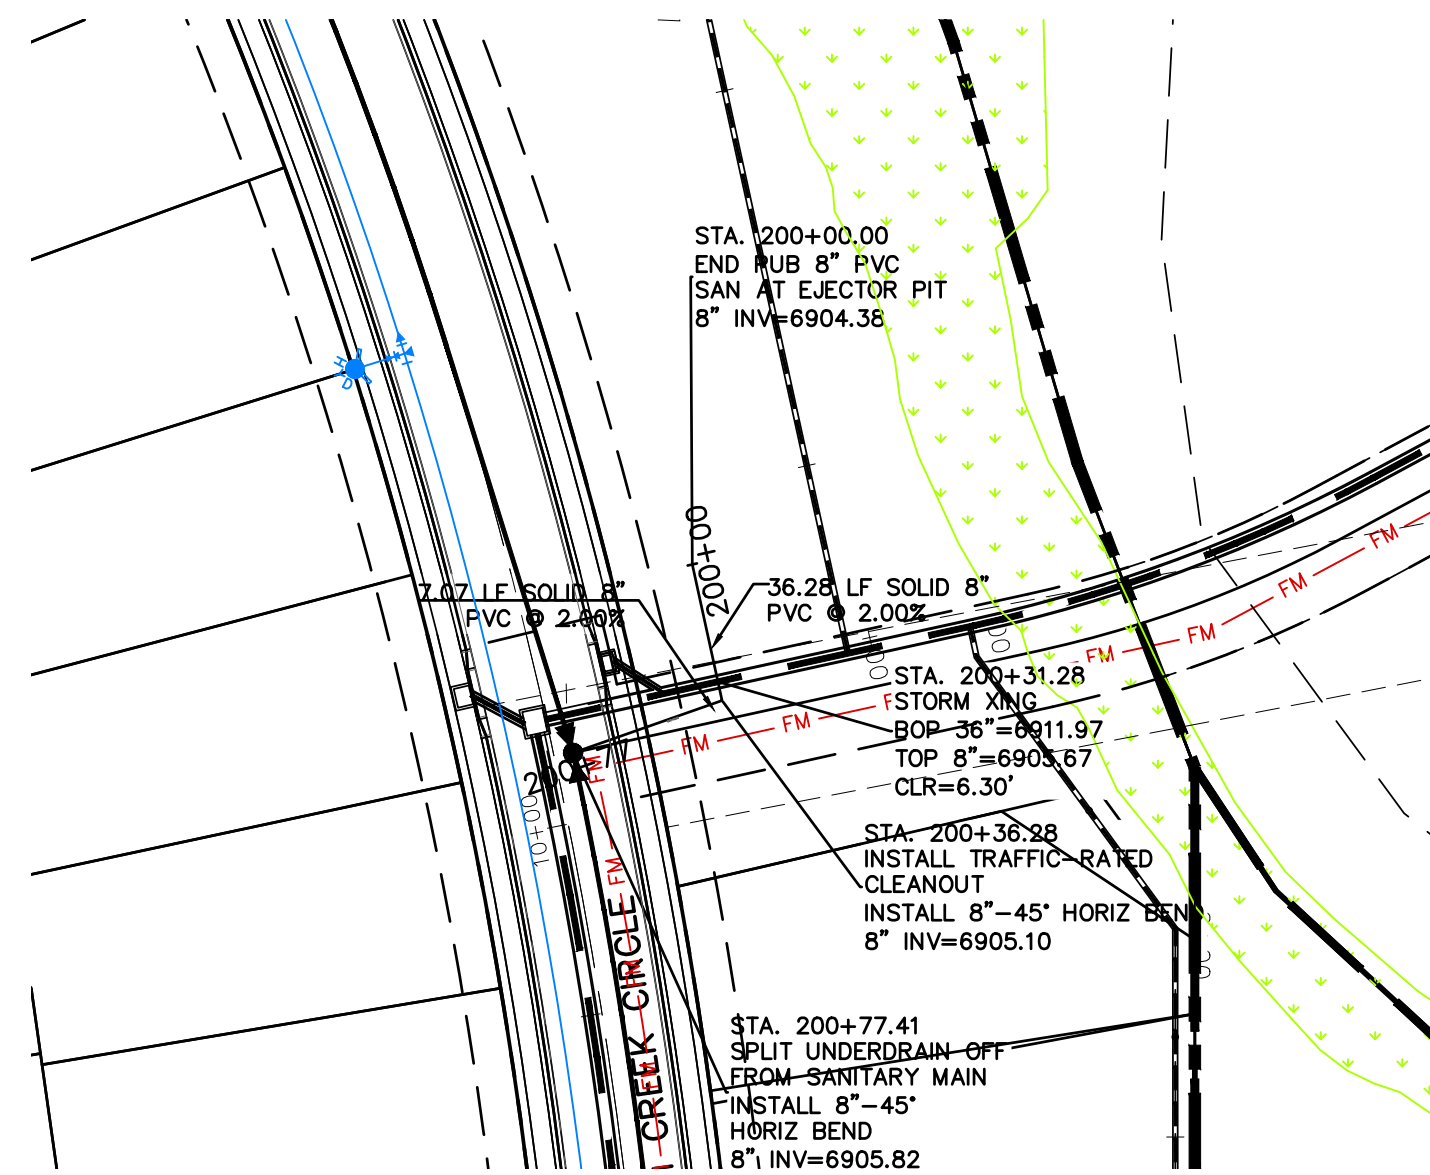 STA. 200+00.00
END PUB 8" PVC
SAN AT EJECTOR PIT
8" INV=6904.38
HYD
200+00
7.07 LF SOLID 8"
PVC @ 2.00%
36.28 LF SOLID 8"
PVC @ 2.00%
FM
FM
FM
FM
FM
FM
STA. 200+31.28
STORM XING
BOP 36"=6911.97
TOP 8"=6905.67
CLR=6.30'
FM
10+00
FM
STA. 200+36.28
INSTALL TRAFFIC-RATED
CLEANOUT
INSTALL 8"-45° HORIZ BEND
8" INV=6905.10
FM
CREEK CIRCLE
FM
STA. 200+77.41
SPLIT UNDERDRAIN OFF
FROM SANITARY MAIN
INSTALL 8"-45°
HORIZ BEND
8" INV=6905.82